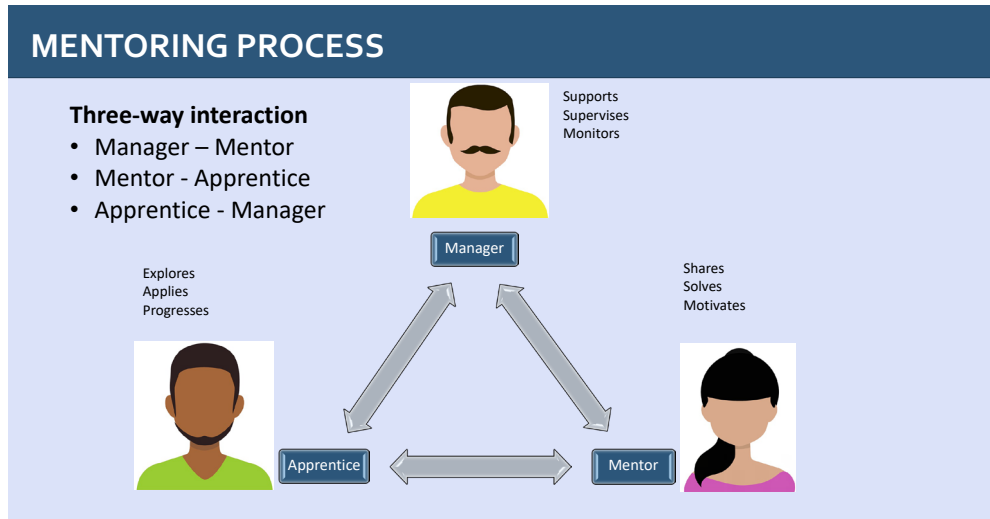 MENTORING PROCESS
Three-way interaction
• Manager – Mentor
• Mentor - Apprentice
• Apprentice - Manager
Supports
Supervises
Monitors
Manager
Explores
Applies
Progresses
Shares
Solves
Motivates
Apprentice
Mentor